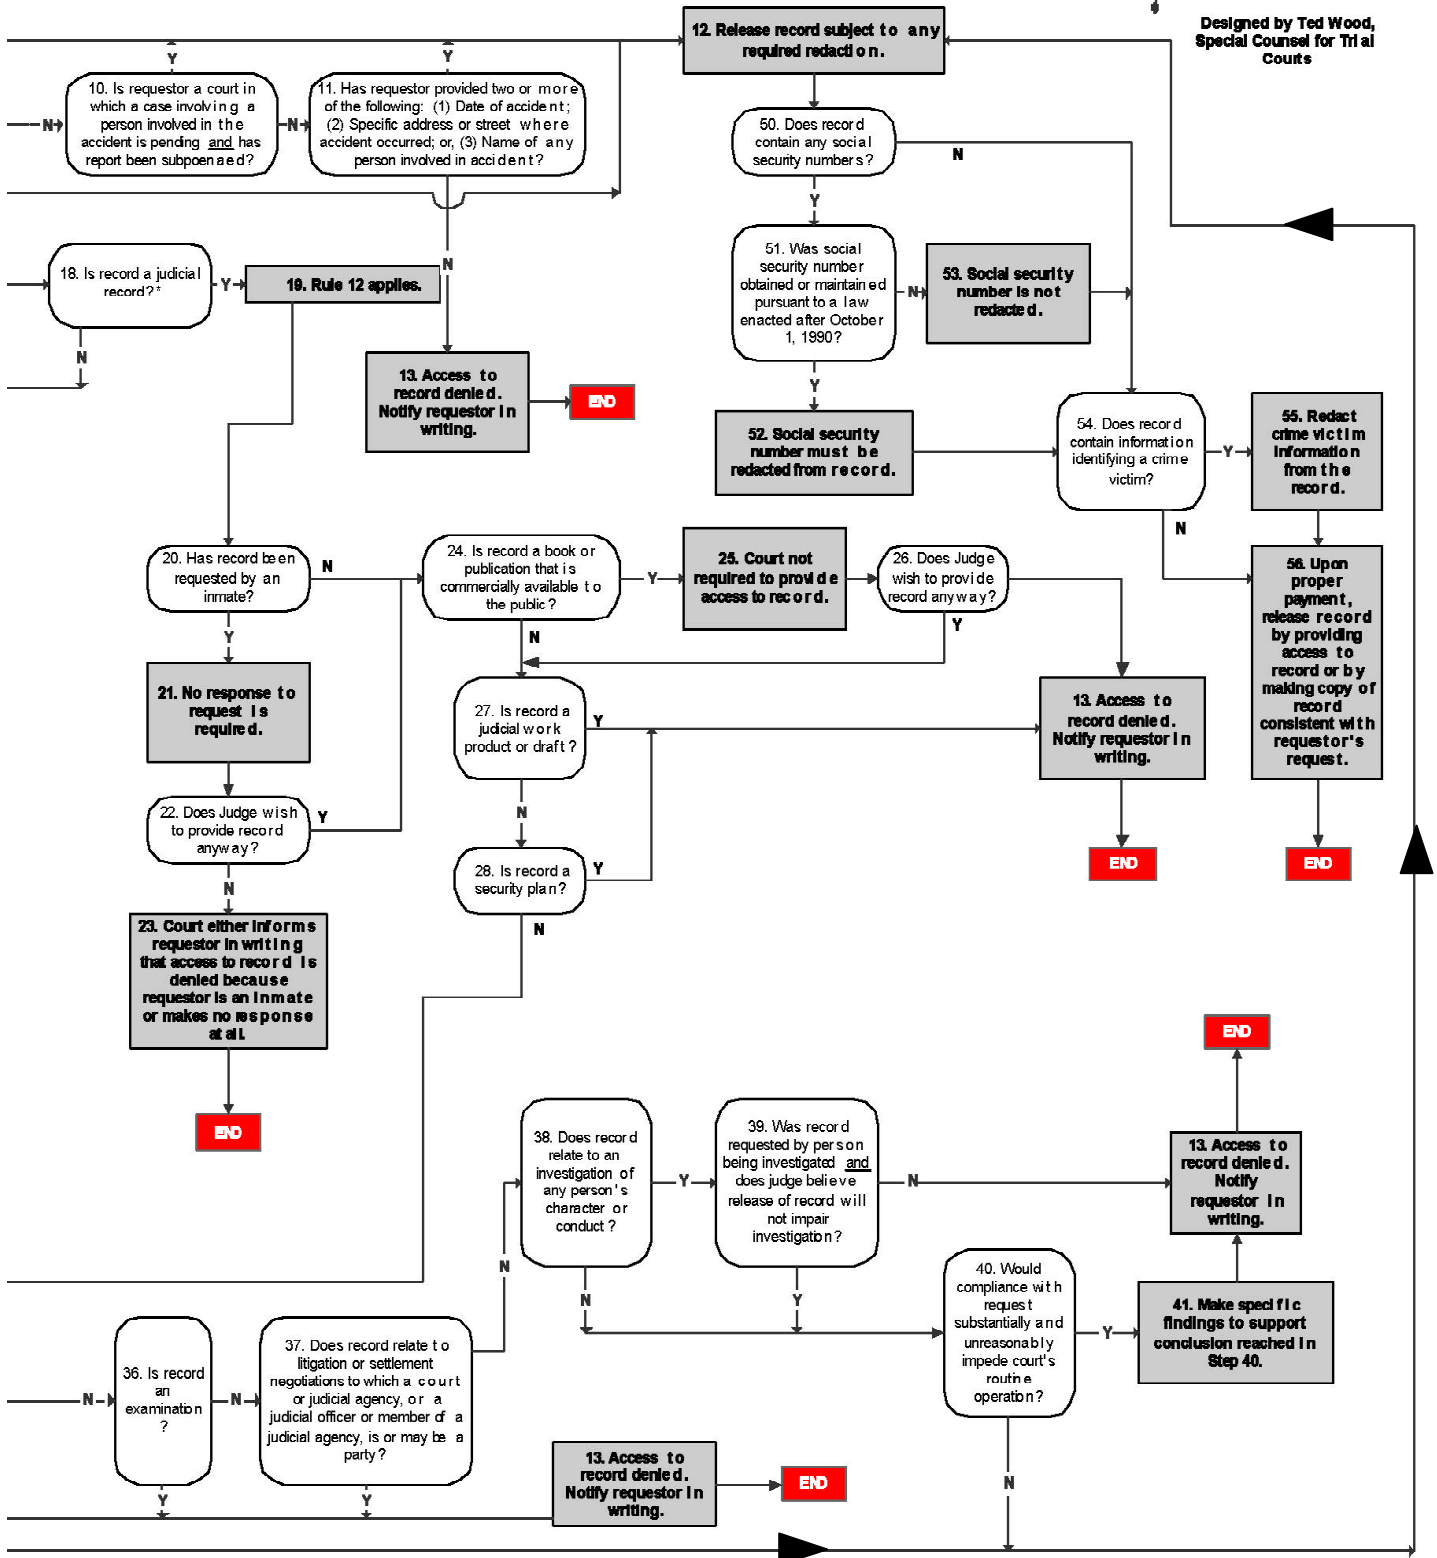 Designed by Ted Wood,
Special Counsel for Trial
Courts
12. Release record subject to any
required redaction.
Y
Y
10. Is requestor a court in
which a case involving a
person involved in the
accident is pending and has
report been subpoenaed?
N
N
11. Has requestor provided two or more
of the following: (1) Date of accident;
(2) Specific address or street where
accident occurred; or, (3) Name of any
person involved in accident?
50. Does record
contain any social
security numbers?
N
Y
18. Is record a judicial
record?*
Y
19. Rule 12 applies.
N
N
51. Was social
security number
obtained or maintained
pursuant to a law
enacted after October
1, 1990?
N
53. Social security
number is not
redacted.
Y
13. Access to
record denied.
Notify requestor in
writing.
END
52. Social security
number must be
redacted from record.
54. Does record
contain information
identifying a crime
victim?
Y
N
55. Redact
crime victim
information
from the
record.
20. Has record been
requested by an
inmate?
N
Y
24. Is record a book or
publication that is
commercially available to
the public?
Y
N
25. Court not
required to provide
access to record.
26. Does Judge
wish to provide
record anyway?
Y
56. Upon
proper
payment,
release record
by providing
access to
record or by
making copy of
record
consistent with
requestor's
request.
21. No response to
request is
required.
27. Is record a
judicial work
product or draft?
Y
N
13. Access to
record denied.
Notify requestor in
writing.
22. Does Judge wish
to provide record
anyway?
Y
N
28. Is record a
security plan?
Y
N
END
END
23. Court either informs
requestor in writing
that access to record is
denied because
requestor is an inmate
or makes no response
at all.
END
END
38. Does record
relate to an
investigation of
any person's
character or
conduct?
Y
N
39. Was record
requested by person
being investigated and
does judge believe
release of record will
not impair
investigation?
N
Y
13. Access to
record denied.
Notify
requestor in
writing.
N
40. Would
compliance with
request
substantially and
unreasonably
impede court's
routine
operation?
Y
N
41. Make specific
findings to support
conclusion reached in
Step 40.
N
36. Is record
an
examination
?
N
Y
37. Does record relate to
litigation or settlement
negotiations to which a court
or judicial agency, or a
judicial officer or member of a
judicial agency, is or may be a
party?
Y
13. Access to
record denied.
Notify requestor in
writing.
END